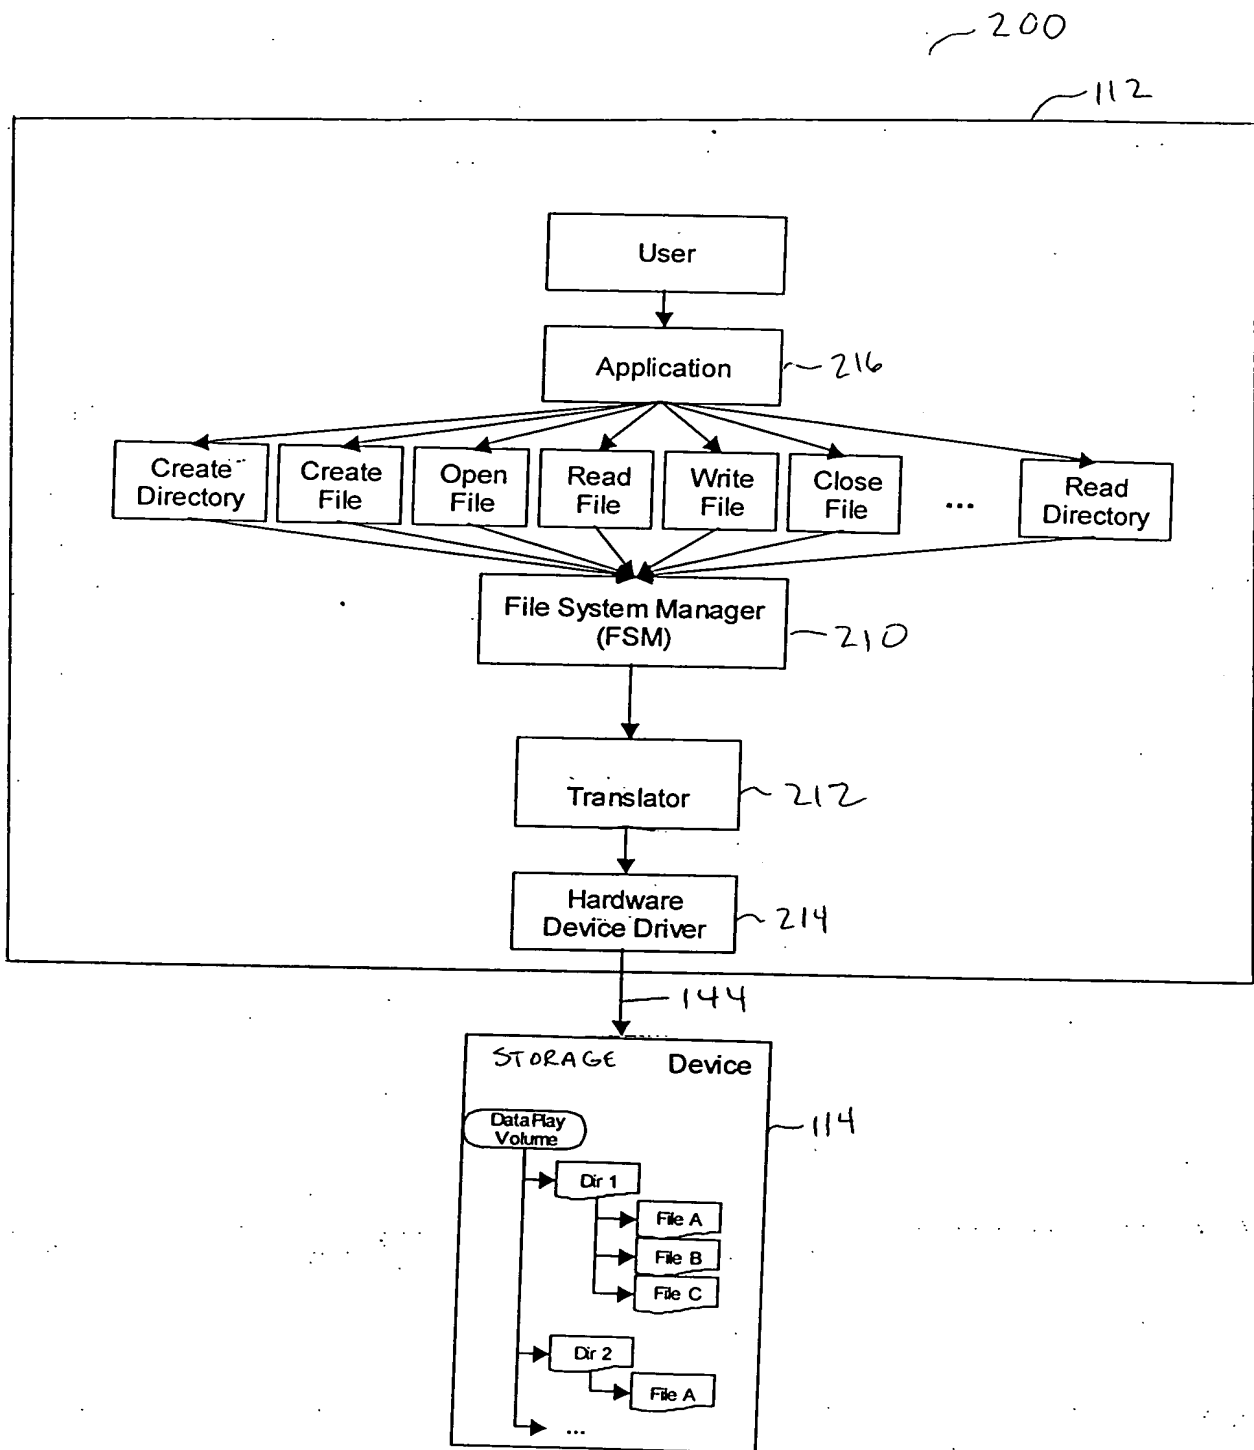 200
112
User
Application
216
Create
Directory
Create
File
Open
File
Read
File
Write
File
Close
File
...
Read
Directory
File System Manager
(FSM)
210
Translator
212
Hardware
Device Driver
214
144
STORAGE Device
114
DataPlay
Volume
Dir 1
File A
File B
File C
Dir 2
File A
...